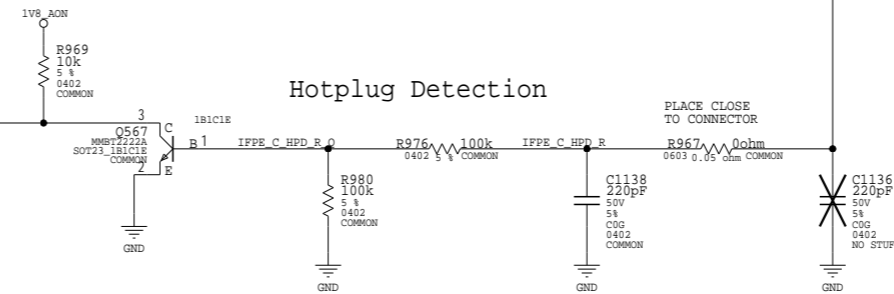 1V8_AON
R969
10k
5 %
0402
COMMON
Hotplug Detection
PLACE CLOSE
TO CONNECTOR
3
C
1B1C1E
Q567
MMBT2222A
SOT23_1B1C1E
COMMON
2
E
B
1
IFPE_C_HPD_R_Q
R976
100k
0402
5 %
COMMON
IFPE_C_HPD_R
R967
0ohm
0603
0.05 ohm
COMMON
R980
100k
5 %
0402
COMMON
C1138
220pF
50V
5%
C0G
0402
COMMON
C1136
220pF
50V
5%
C0G
0402
NO STUF
GND
GND
GND
GND